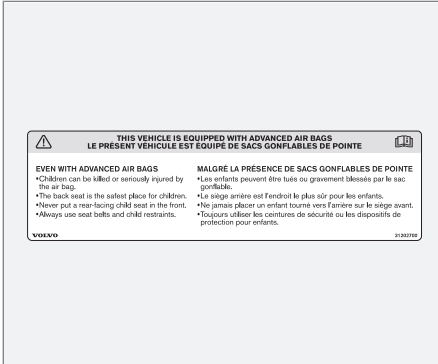 THIS VEHICLE IS EQUIPPED WITH ADVANCED AIR BAGS
LE PRÉSENT VÉHICULE EST ÉQUIPÉ DE SACS GONFLABLES DE POINTE
EVEN WITH ADVANCED AIR BAGS
•Children can be killed or seriously injured by
the air bag.
•The back seat is the safest place for children.
•Never put a rear-facing child seat in the front.
•Always use seat belts and child restraints.
MALGRÉ LA PRÉSENCE DE SACS GONFLABLES DE POINTE
•Les enfants peuvent être tués ou gravement blessés par le sac
gonflable.
•Le siège arrière est l'endroit le plus sûr pour les enfants.
•Ne jamais placer un enfant tourné vers l'arrière sur le siège avant.
•Toujours utiliser les ceintures de sécurité ou les dispositifs de
protection pour enfants.
VOLVO
31202700